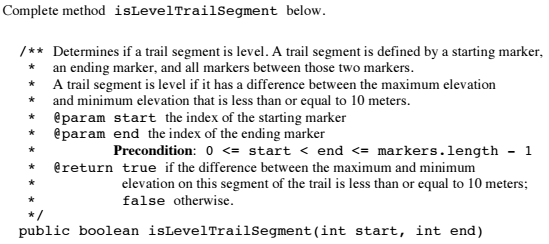 Complete method isLevelTrailSegment below.
/** Determines if a trail segment is level. A trail segment is defined by a starting marker,
* an ending marker, and all markers between those two markers.
* A trail segment is level if it has a difference between the maximum elevation
* and minimum elevation that is less than or equal to 10 meters.
* @param start the index of the starting marker
* @param end the index of the ending marker
* Precondition: 0 <= start < end <= markers.length - 1
* @return true if the difference between the maximum and minimum
* elevation on this segment of the trail is less than or equal to 10 meters;
* false otherwise.
*/
public boolean isLevelTrailSegment(int start, int end)